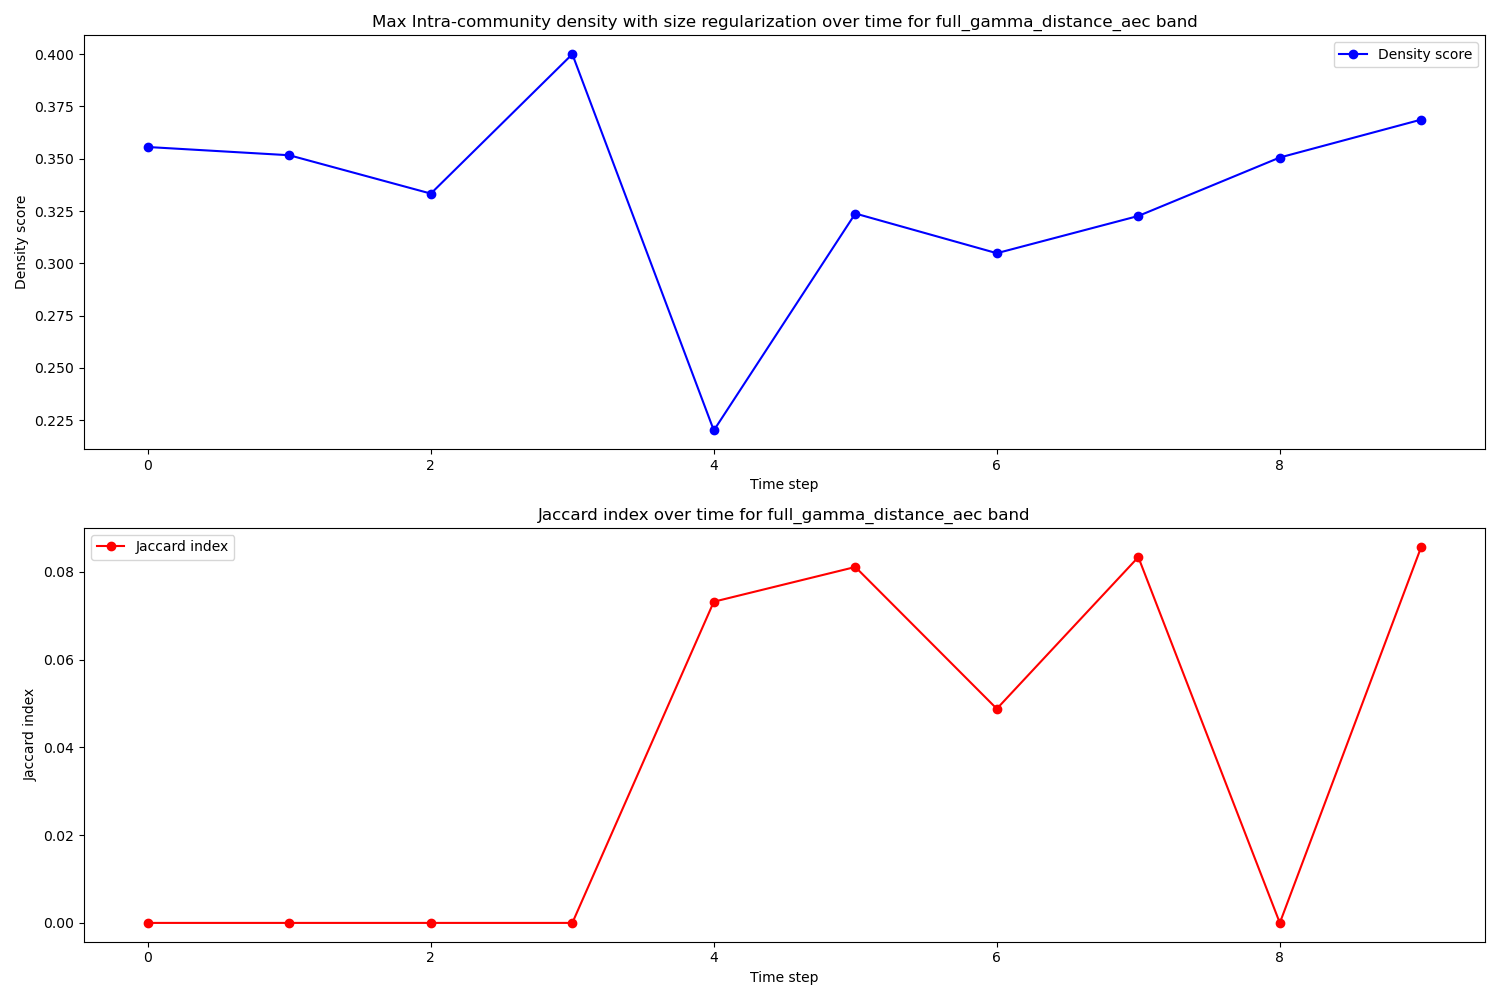 Max Intra-community density with size regularization over time for full_gamma_distance_aec band
Density score
0.400
0.375
0.350
0.325
0.300
0.275
0.250
0.225
Density score
0 2 4 6 8
Time step
Jaccard index over time for full_gamma_distance_aec band
Jaccard index
0.08
0.06
0.04
0.02
0.00
Jaccard index
0 2 4 6 8
Time step